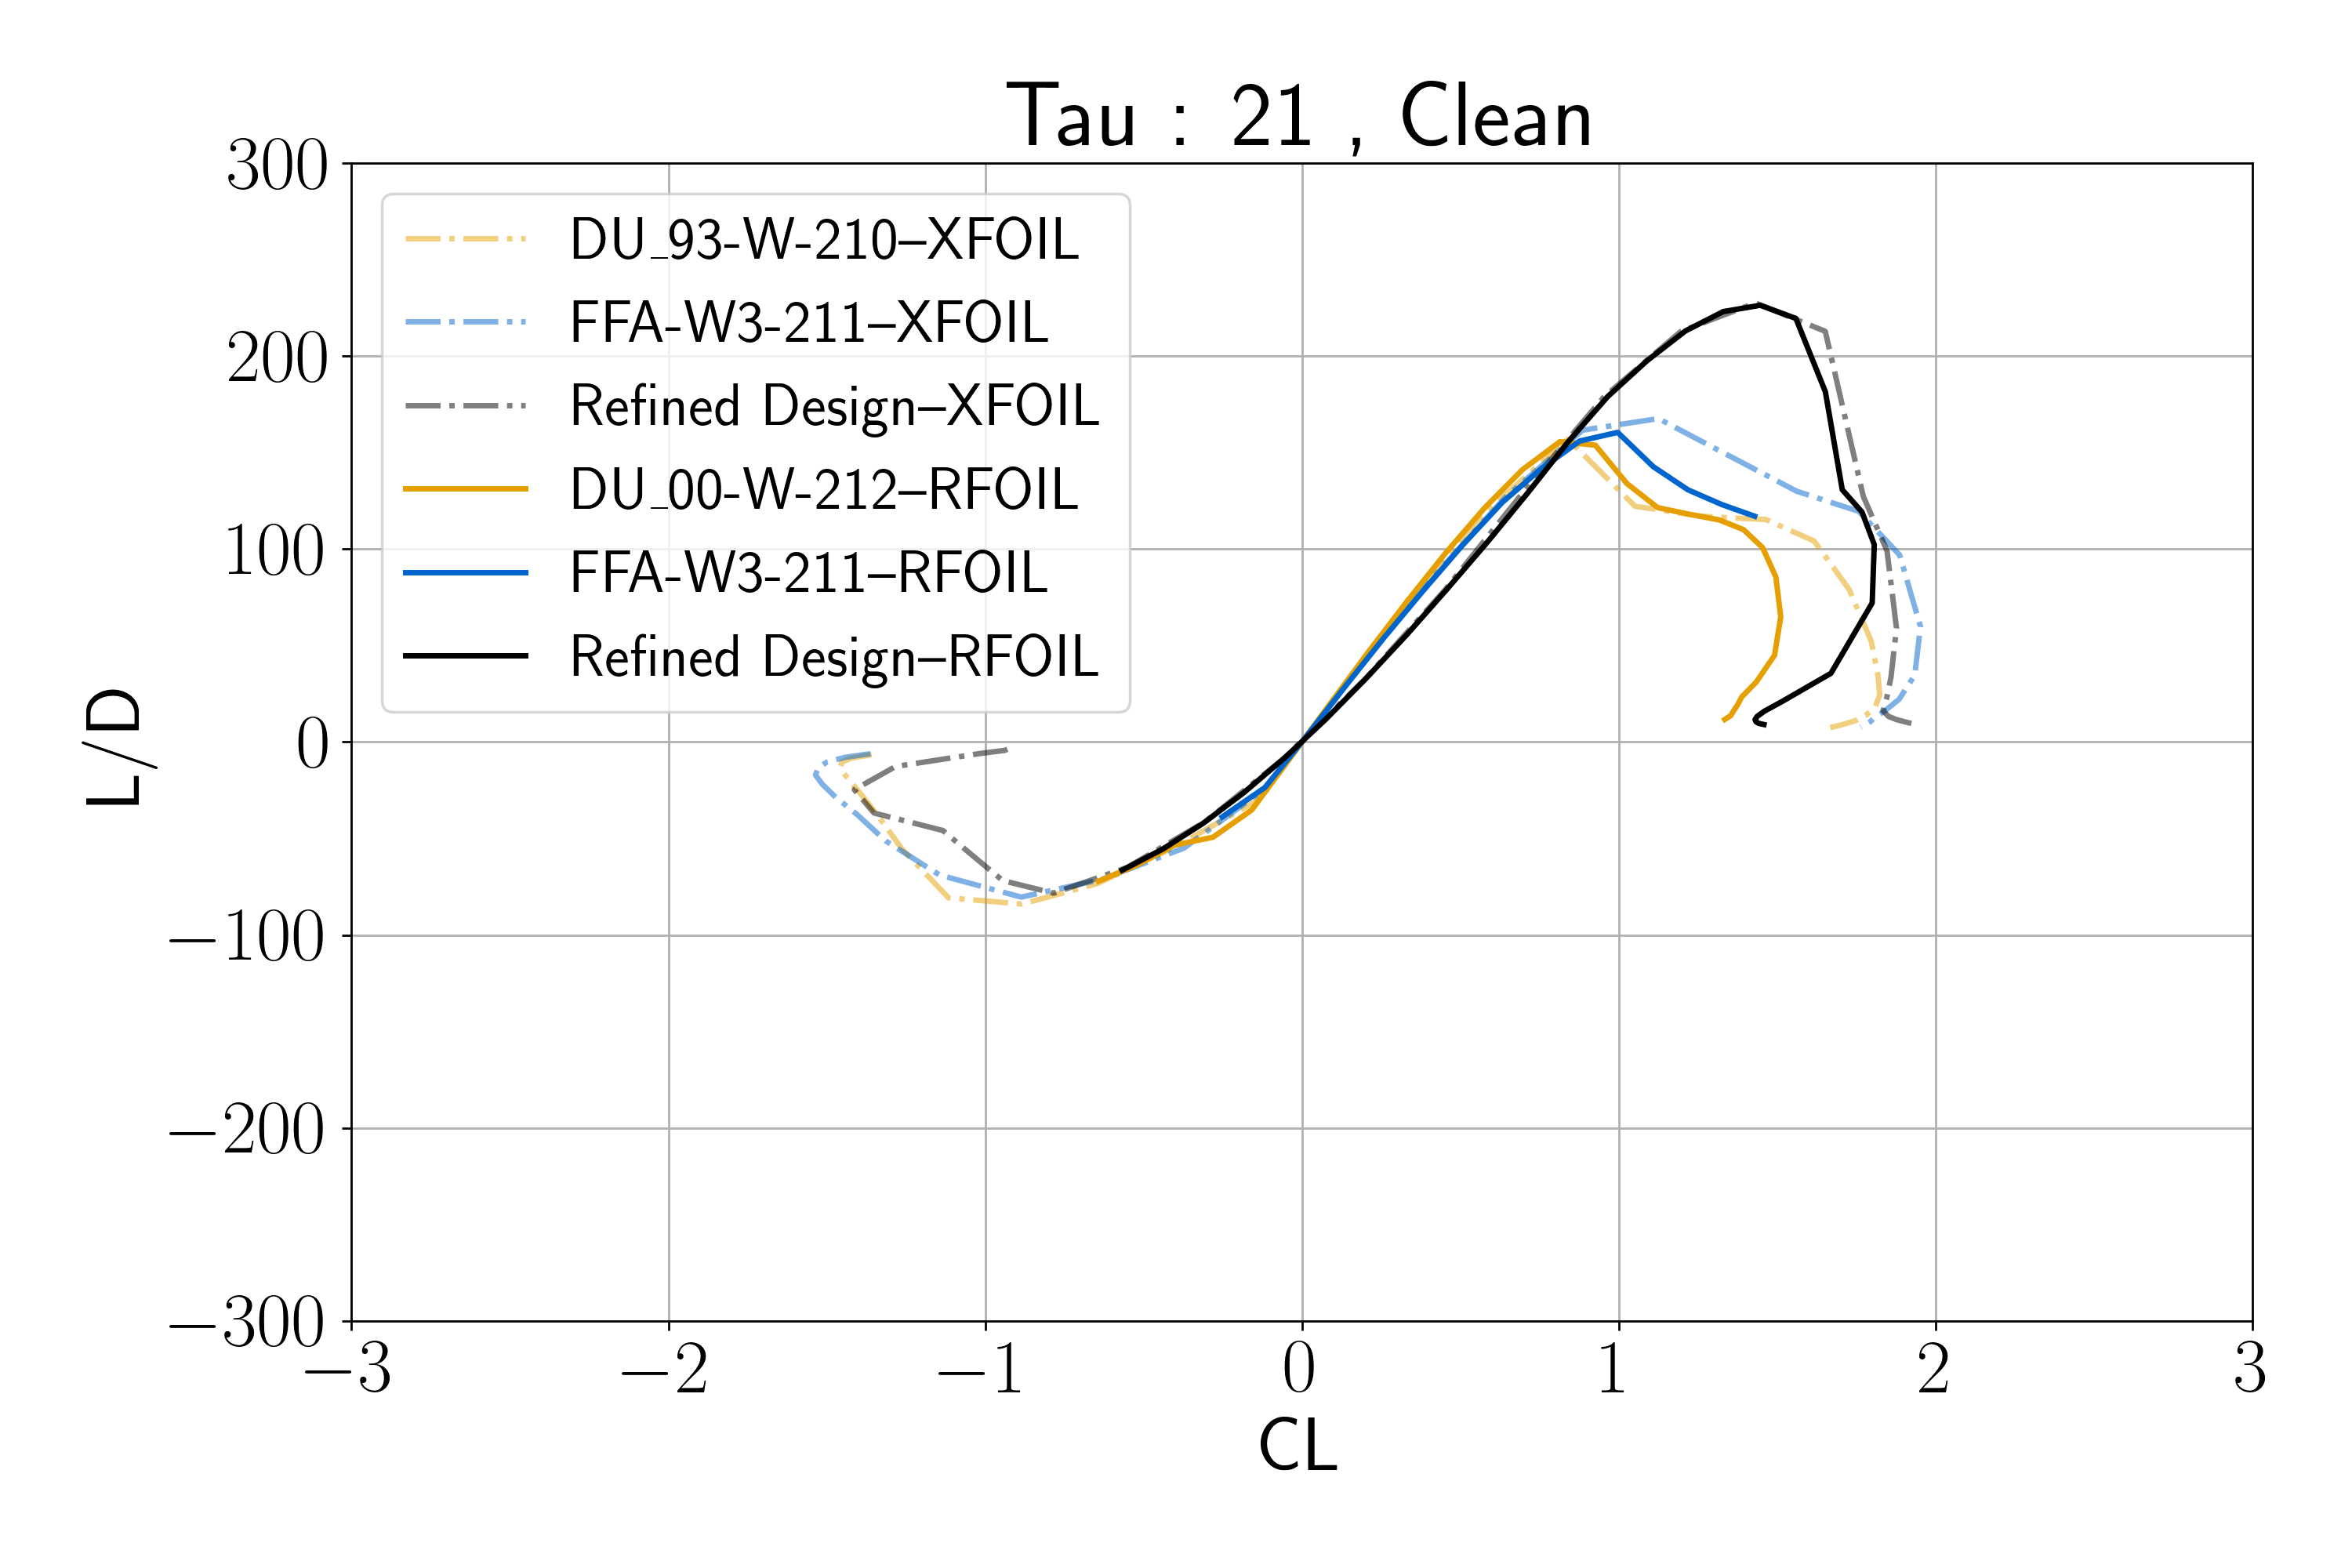 Tau : 21 , Clean
300
200
100
0
−100
−200
−300
L/D
DU_93-W-210–XFOIL
FFA-W3-211–XFOIL
Refined Design–XFOIL
DU_00-W-212–RFOIL
FFA-W3-211–RFOIL
Refined Design–RFOIL
−3 −2 −1 0 1 2 3
CL